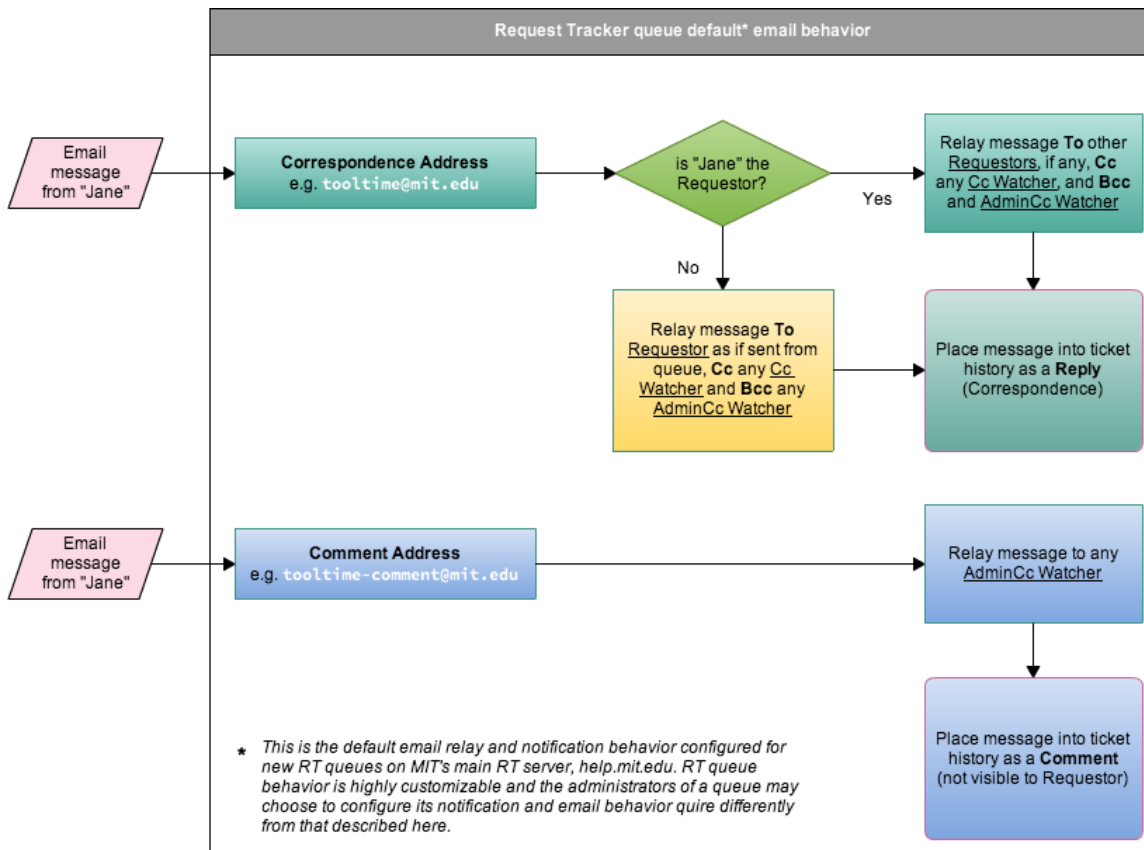 Request Tracker queue default* email behavior
Email
message
from "Jane"
Correspondence Address
e.g. tooltime@mit.edu
is "Jane" the
Requestor?
Yes
Relay message To other
Requestors, if any, Cc
any Cc Watcher, and Bcc
and AdminCc Watcher
No
Relay message To
Requestor as if sent from
queue, Cc any Cc
Watcher and Bcc any
AdminCc Watcher
Place message into ticket
history as a Reply
(Correspondence)
Email
message
from "Jane"
Comment Address
e.g. tooltime-comment@mit.edu
Relay message to any
AdminCc Watcher
Place message into ticket
history as a Comment
(not visible to Requestor)
* This is the default email relay and notification behavior configured for
new RT queues on MIT's main RT server, help.mit.edu. RT queue
behavior is highly customizable and the administrators of a queue may
choose to configure its notification and email behavior quire differently
from that described here.